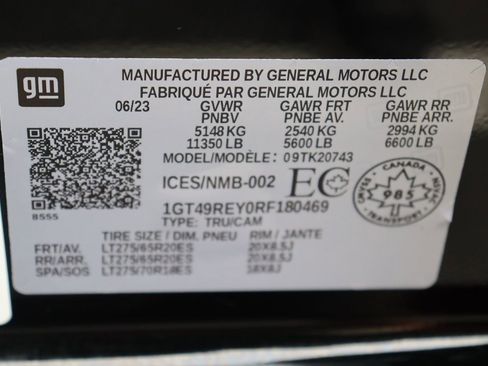 gm
MANUFACTURED BY GENERAL MOTORS LLC
FABRIQUÉ PAR GENERAL MOTORS LLC
06/23 GVWR GAWR FRT GAWR RR
PNBV PNBE AV. PNBE ARR.
5148 KG 2540 KG 2994 KG
11350 LB 5600 LB 6600 LB
MODEL/MODÈLE: 09TK20743
ICES/NMB-002 EC
CANADA
985
TRANS
1GT49REY0RF180469
8555
TYPE: TRU/CAM
TIRE SIZE / DIM. PNEU RIM / JANTE
FRT/AV. LT275/65R20ES 20X8.5J
RR/ARR. LT275/65R20ES 20X8.5J
SPA/SOS LT275/70R18ES 18X8J